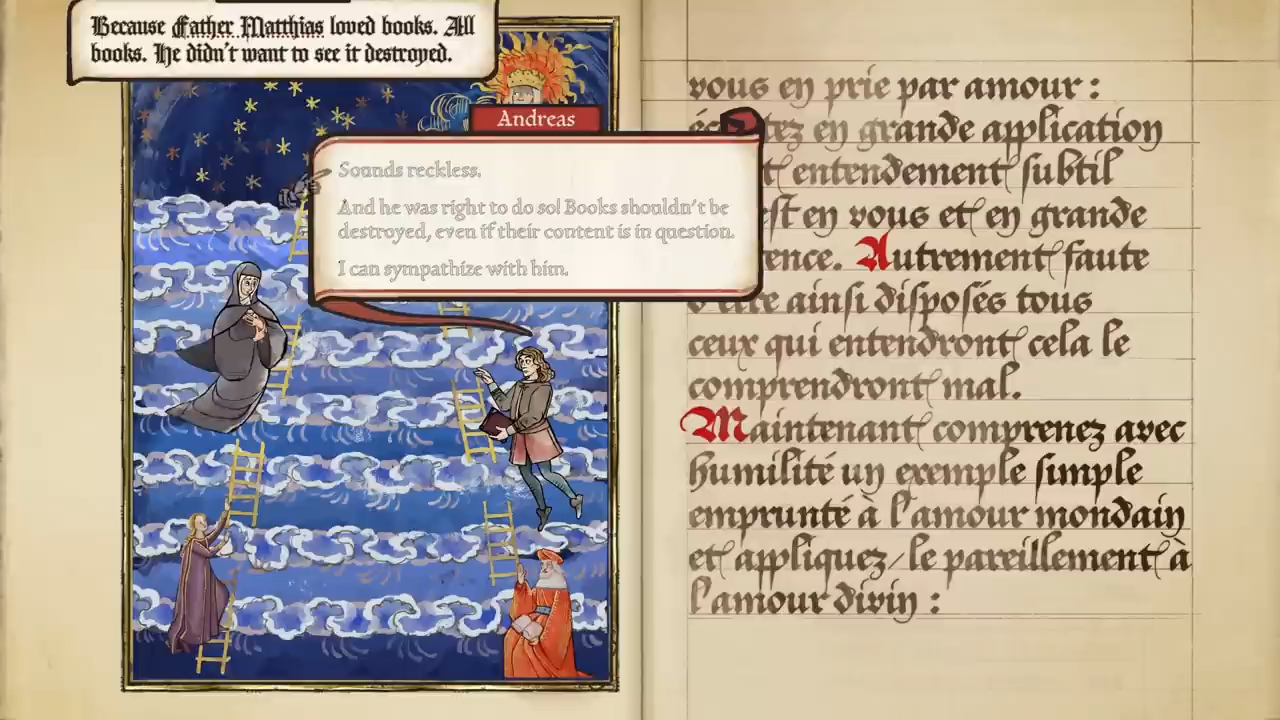 Because Father Matthias loved books. All
books. He didn't want to see it destroyed.
Andreas
Sounds reckless.
And he was right to do so! Books shouldn't be
destroyed, even if their content is in question.
I can sympathize with him.
vous en prie par amour :
en grande application
entendement subtil
est en vous et en grande
Autrement faute
ainsi disposés tous
ceux qui entendront cela le
comprendront mal.
Maintenant comprenez avec
humilité un exemple simple
emprunté à l'amour mondain
et appliquez-le pareillement à
l'amour divin :